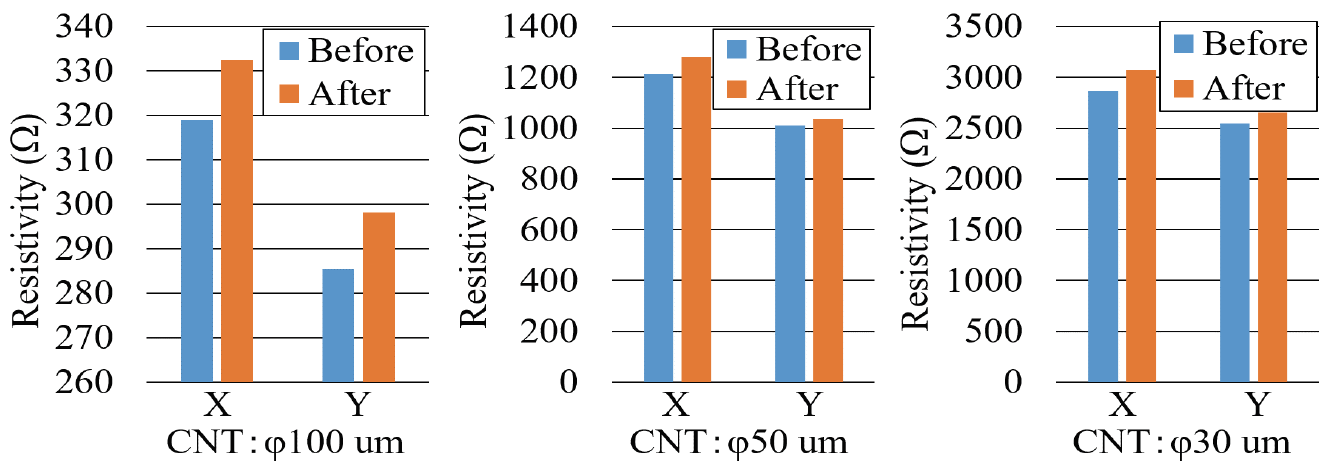 Resistivity (Ω)
340
330
320
310
300
290
280
270
260
Before
After
X Y
CNT : φ100 um
Resistivity (Ω)
1400
1200
1000
800
600
400
200
0
Before
After
X Y
CNT : φ50 um
Resistivity (Ω)
3500
3000
2500
2000
1500
1000
500
0
Before
After
X Y
CNT : φ30 um